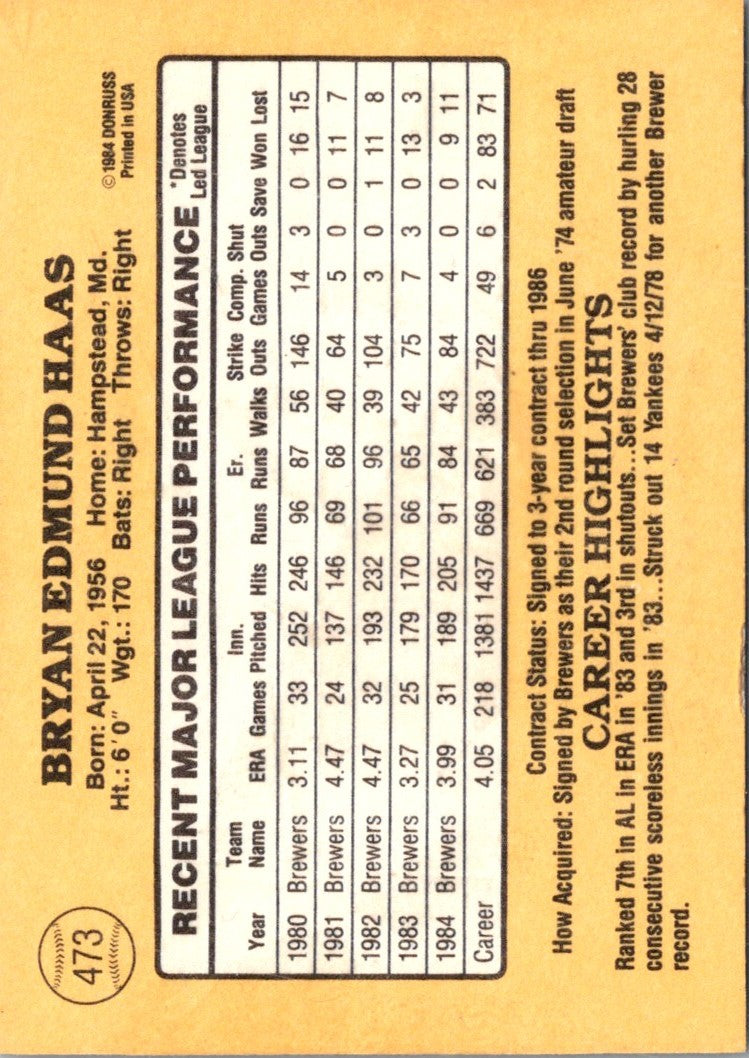 473
BRYAN EDMUND HAAS
Born: April 22, 1956 Home: Hampstead, Md.
Ht.: 6' 0" Wgt.: 170 Bats: Right Throws: Right
©1984 DONRUSS
Printed in USA
RECENT MAJOR LEAGUE PERFORMANCE
*Denotes
Led League
Team Inn. Er. Strike Comp. Shut
Year Name ERA Games Pitched Hits Runs Runs Walks Outs Games Outs Save Won Lost
1980 Brewers 3.11 33 252 246 96 87 56 146 14 3 0 16 15
1981 Brewers 4.47 24 137 146 69 68 40 64 5 0 0 11 7
1982 Brewers 4.47 32 193 232 101 96 39 104 3 0 1 11 8
1983 Brewers 3.27 25 179 170 66 65 42 75 7 3 0 13 3
1984 Brewers 3.99 31 189 205 91 84 43 84 4 0 0 9 11
Career 4.05 218 1381 1437 669 621 383 722 49 6 2 83 71
Contract Status: Signed to 3-year contract thru 1986
How Acquired: Signed by Brewers as their 2nd round selection in June '74 amateur draft
CAREER HIGHLIGHTS
Ranked 7th in AL in ERA in '83 and 3rd in shutouts...Set Brewers' club record by hurling 28
consecutive scoreless innings in '83...Struck out 14 Yankees 4/12/78 for another Brewer
record.